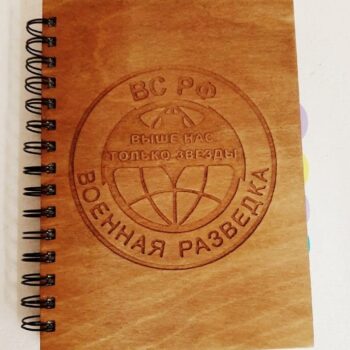 ВС РФ
ВЫШЕ НАС
ТОЛЬКО ЗВЕЗДЫ
ВОЕННАЯ РАЗВЕДКА